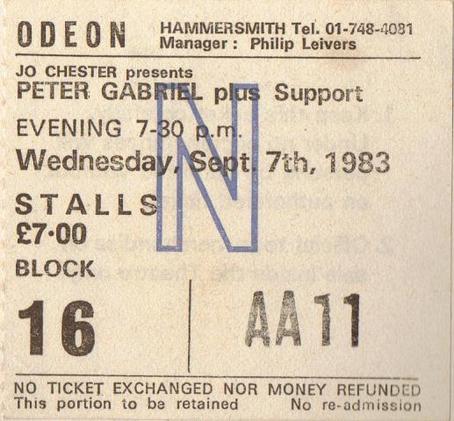 ODEON HAMMERSMITH Tel. 01-748-4081
Manager : Philip Leivers
JO CHESTER presents
PETER GABRIEL plus Support
EVENING 7-30 p.m.
Wednesday, Sept. 7th, 1983
N
STALLS
£7·00
BLOCK
16 AA11
NO TICKET EXCHANGED NOR MONEY REFUNDED
This portion to be retained No re-admission